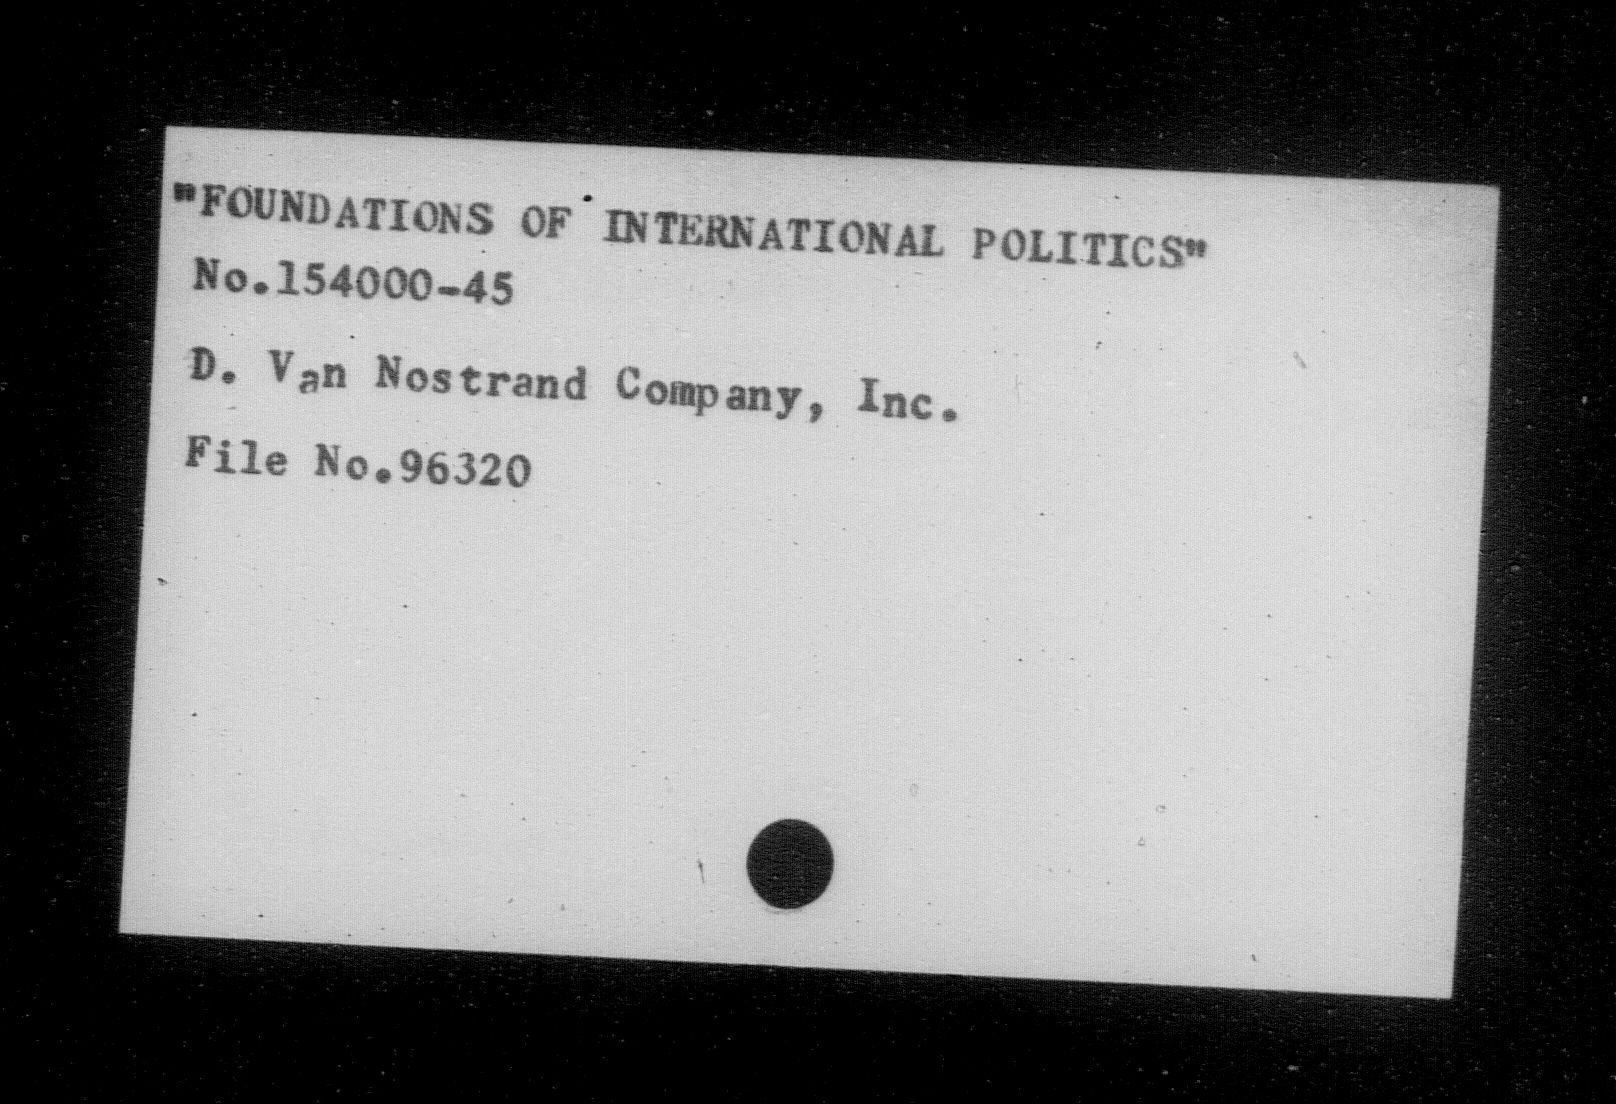 "FOUNDATIONS OF INTERNATIONAL POLITICS"
No.154000-45
D. Van Nostrand Company, Inc.
File No.96320